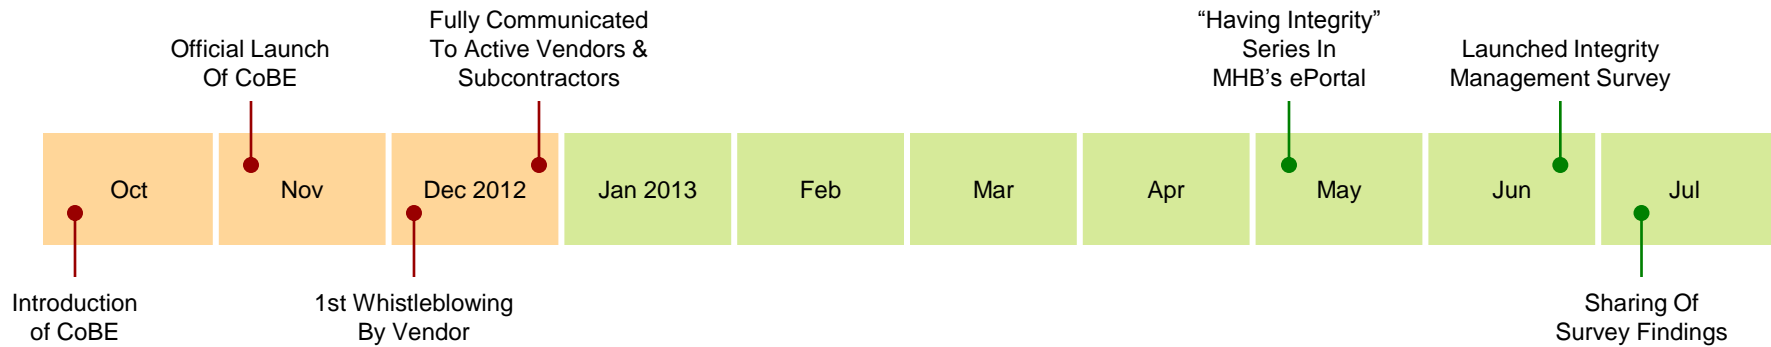 Official Launch
Of CoBE
Fully Communicated
To Active Vendors &
Subcontractors
“Having Integrity”
Series In
MHB’s ePortal
Launched Integrity
Management Survey
Oct
Nov
Dec 2012
Jan 2013
Feb
Mar
Apr
May
Jun
Jul
Introduction
of CoBE
1st Whistleblowing
By Vendor
Sharing Of
Survey Findings